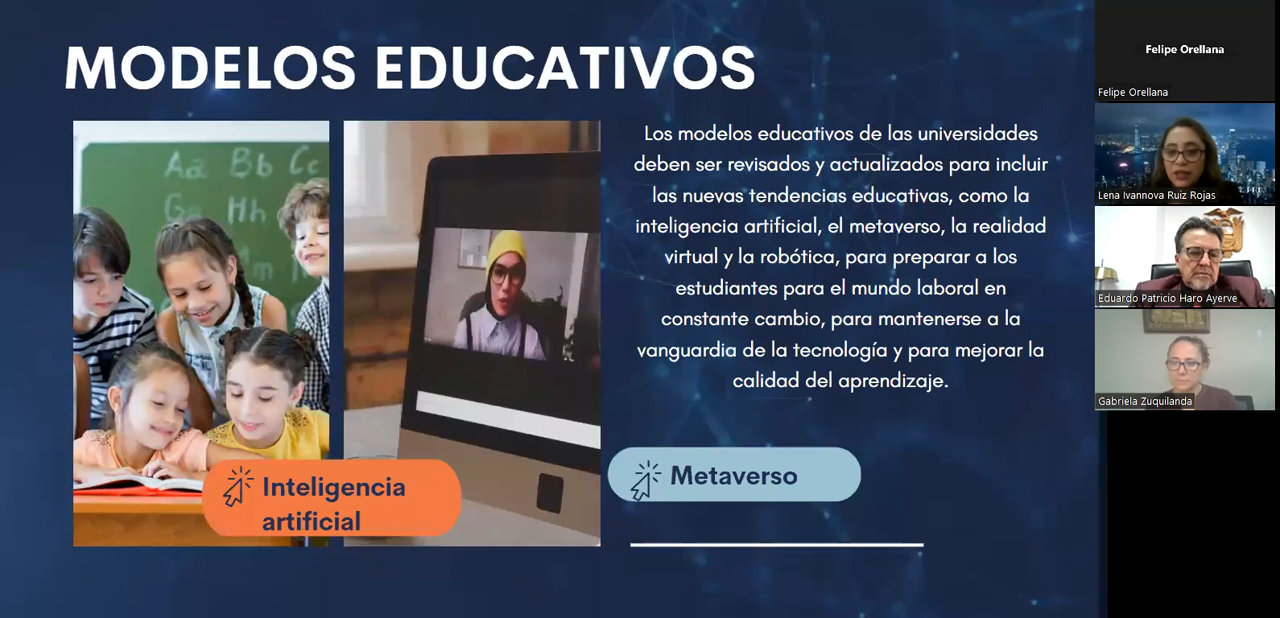 MODELOS EDUCATIVOS
Aa Bb Cc
Hh
Los modelos educativos de las universidades
deben ser revisados y actualizados para incluir
las nuevas tendencias educativas, como la
inteligencia artificial, el metaverso, la realidad
virtual y la robótica, para preparar a los
estudiantes para el mundo laboral en
constante cambio, para mantenerse a la
vanguardia de la tecnología y para mejorar la
calidad del aprendizaje.
Inteligencia
artificial
Metaverso
Felipe Orellana
Felipe Orellana
Lena Ivannova Ruiz Rojas
Eduardo Patricio Haro Ayerve
Gabriela Zuquilanda